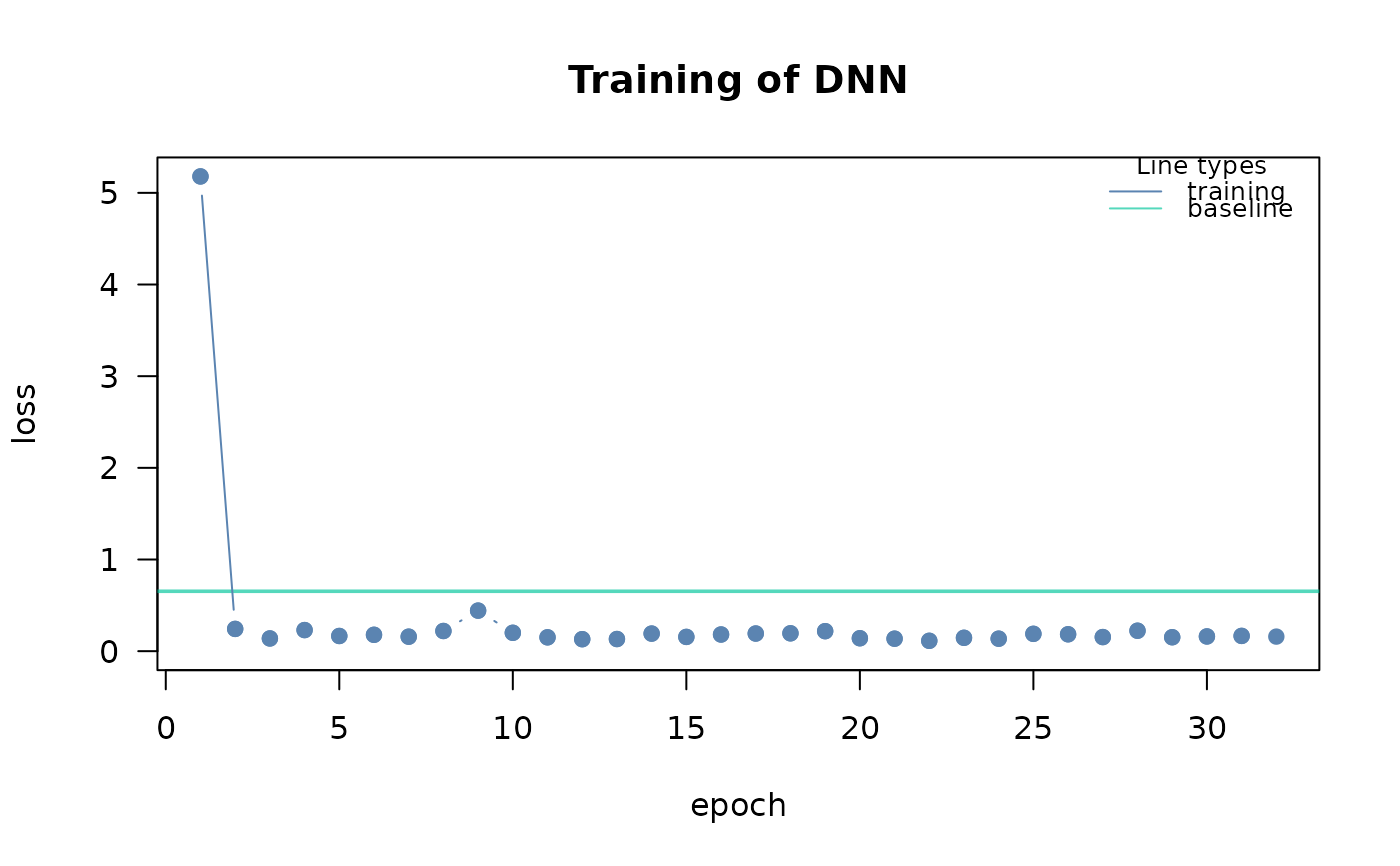 Training of DNN
Line types
training
baseline
5
4
3
2
1
0
loss
0 5 10 15 20 25 30
epoch